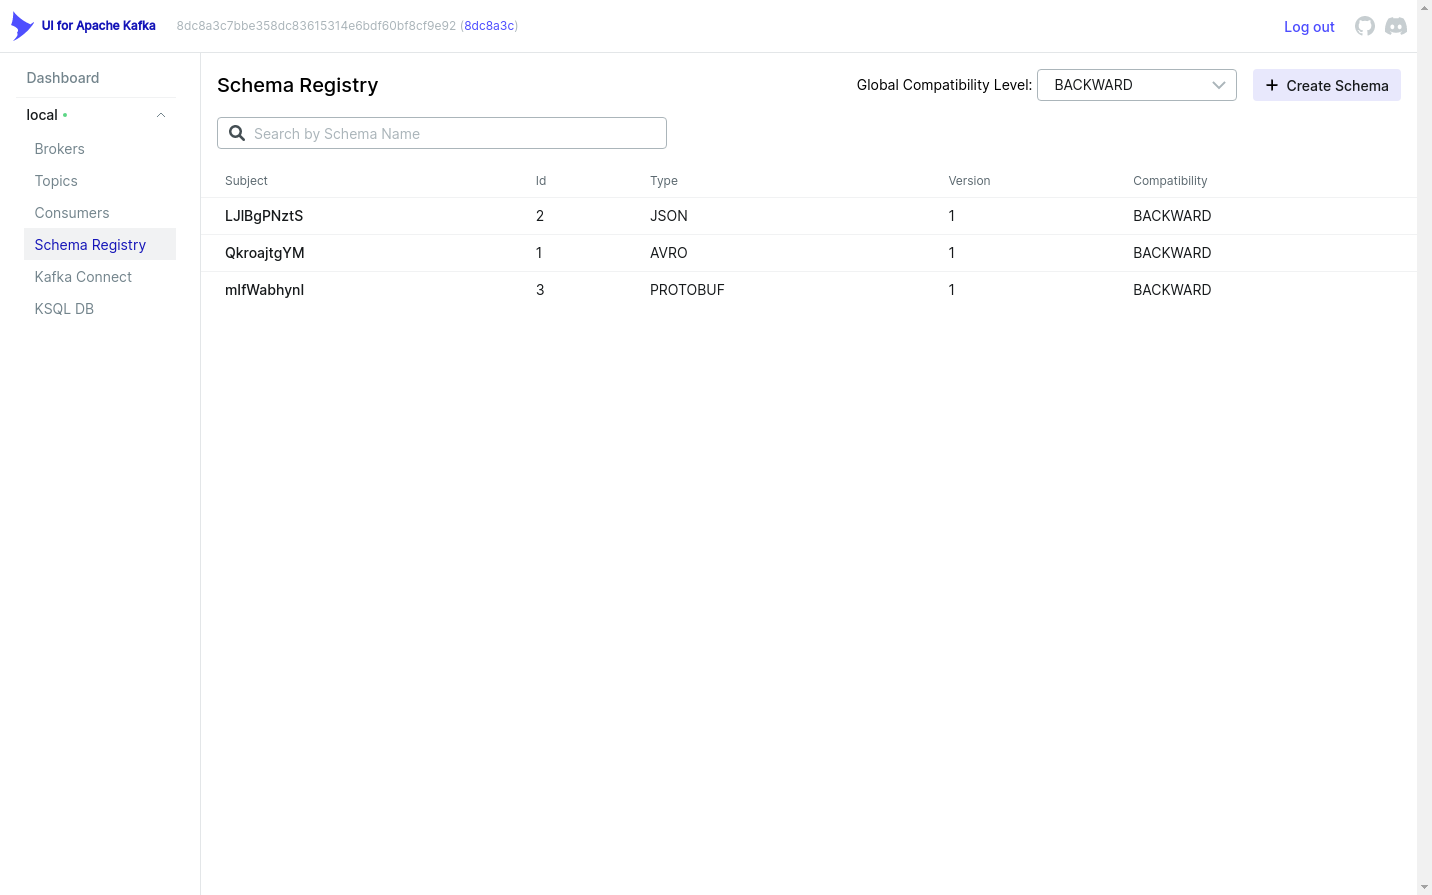 UI for Apache Kafka 8dc8a3c7bbe358dc83615314e6bdf60bf8cf9e92 (8dc8a3c) Log out
Dashboard
local
Brokers
Topics
Consumers
Schema Registry
Kafka Connect
KSQL DB
Schema Registry Global Compatibility Level: BACKWARD Create Schema
Search by Schema Name
Subject Id Type Version Compatibility
LJlBgPNztS 2 JSON 1 BACKWARD
QkroajtgYM 1 AVRO 1 BACKWARD
mIfWabhynI 3 PROTOBUF 1 BACKWARD